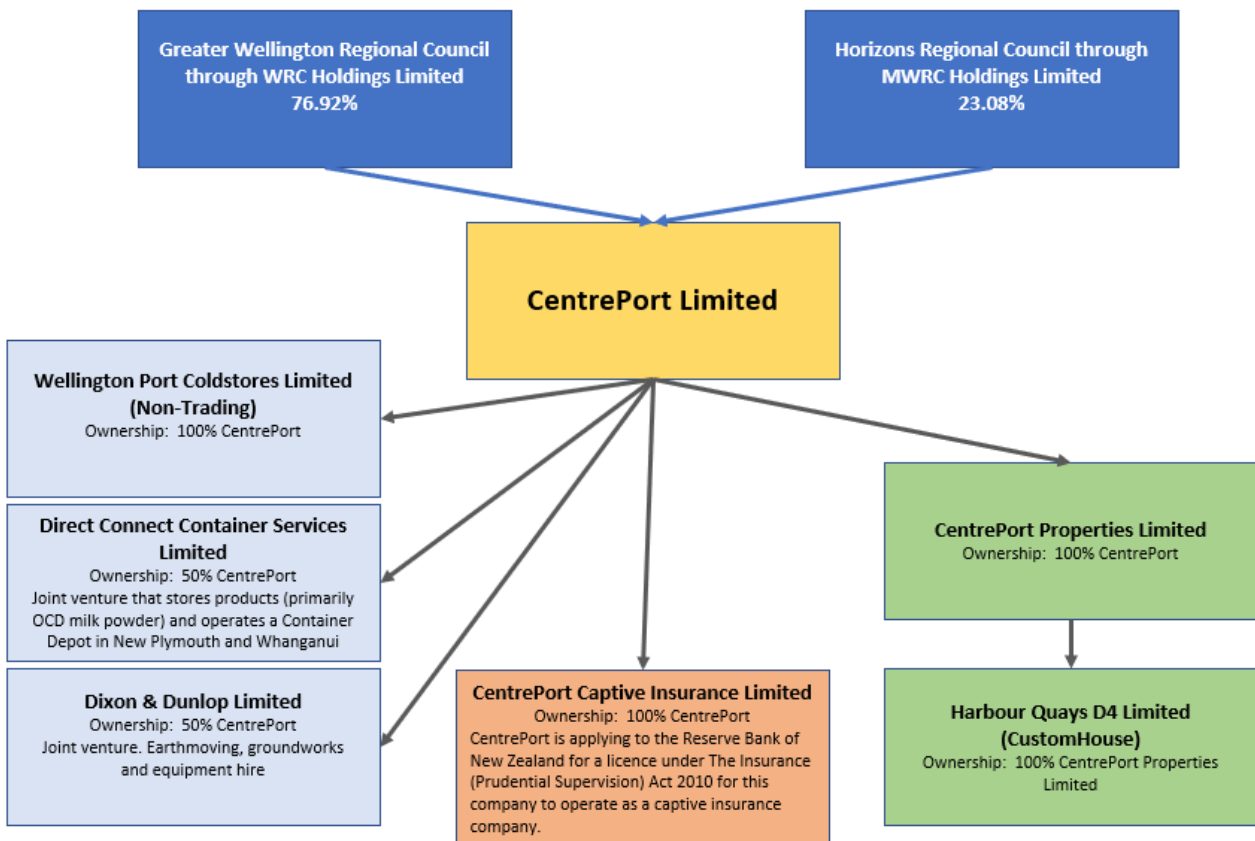 Greater Wellington Regional Council
through WRC Holdings Limited
76.92%
Horizons Regional Council through
MWRC Holdings Limited
23.08%
CentrePort Limited
Wellington Port Coldstores Limited
(Non-Trading)
Ownership: 100% CentrePort
Direct Connect Container Services
Limited
Ownership: 50% CentrePort
Joint venture that stores products (primarily
OCD milk powder) and operates a Container
Depot in New Plymouth and Whanganui
Dixon & Dunlop Limited
Ownership: 50% CentrePort
Joint venture. Earthmoving, groundworks
and equipment hire
CentrePort Captive Insurance Limited
Ownership: 100% CentrePort
CentrePort is applying to the Reserve Bank of
New Zealand for a licence under The Insurance
(Prudential Supervision) Act 2010 for this
company to operate as a captive insurance
company.
CentrePort Properties Limited
Ownership: 100% CentrePort
Harbour Quays D4 Limited
(CustomHouse)
Ownership: 100% CentrePort Properties
Limited